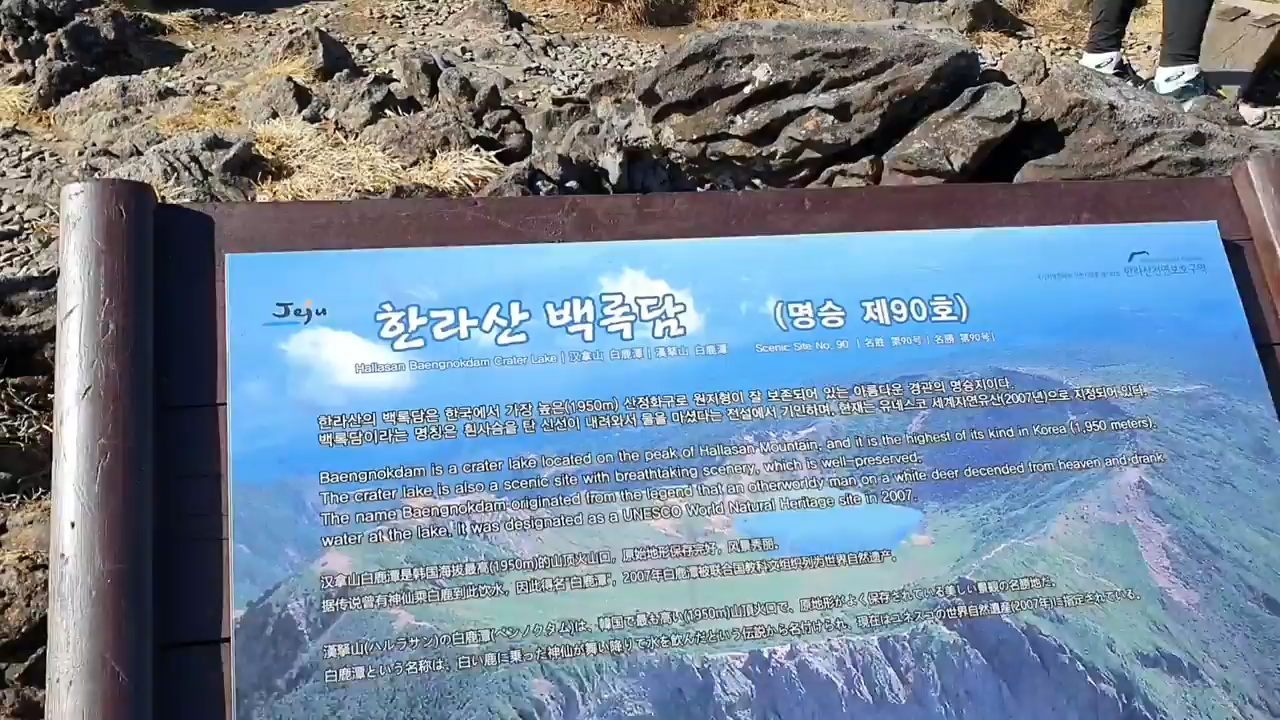 Jeju
한라산 백록담 (명승 제90호)
한라산천연보호구역
Hallasan Baengnokdam Crater Lake | 汉拿山 白鹿潭 | 漢拏山 白鹿潭 Scenic Site No. 90 | 名胜 第90号 | 名勝 第90号 |
한라산의 백록담은 한국에서 가장 높은(1950m) 산정화구로 원지형이 잘 보존되어 있는 아름다운 경관의 명승지이다.
백록담이라는 명칭은 흰사슴을 탄 신선이 내려와서 물을 마셨다는 전설에서 기인하며, 현재는 유네스코 세계자연유산(2007년)으로 지정되어 있다.
Baengnokdam is a crater lake located on the peak of Hallasan Mountain, and it is the highest of its kind in Korea (1,950 meters).
The crater lake is also a scenic site with breathtaking scenery, which is well-preserved.
The name Baengnokdam originated from the legend that an otherworldy man on a white deer decended from heaven and drank
water at the lake. It was designated as a UNESCO World Natural Heritage site in 2007.
汉拿山白鹿潭是韩国海拔最高(1950m)的山顶火山口，原始地形保存完好，风景秀丽.
据传说曾有神仙乘白鹿到此饮水，因此得名“白鹿潭”，2007年白鹿潭被联合国教科文组织列为世界自然遗产.
漢拏山(ハルラサン)の白鹿潭(ペンノクタム)は、韓国で最も高い(1950m)山頂火口で、原地形がよく保存されている美しい景観の名勝地だ.
白鹿潭という名称は、白い鹿に乗った神仙が舞い降りて水を飲んだという伝説から名付けられ、現在はユネスコの世界自然遺産(2007年)に指定されている.